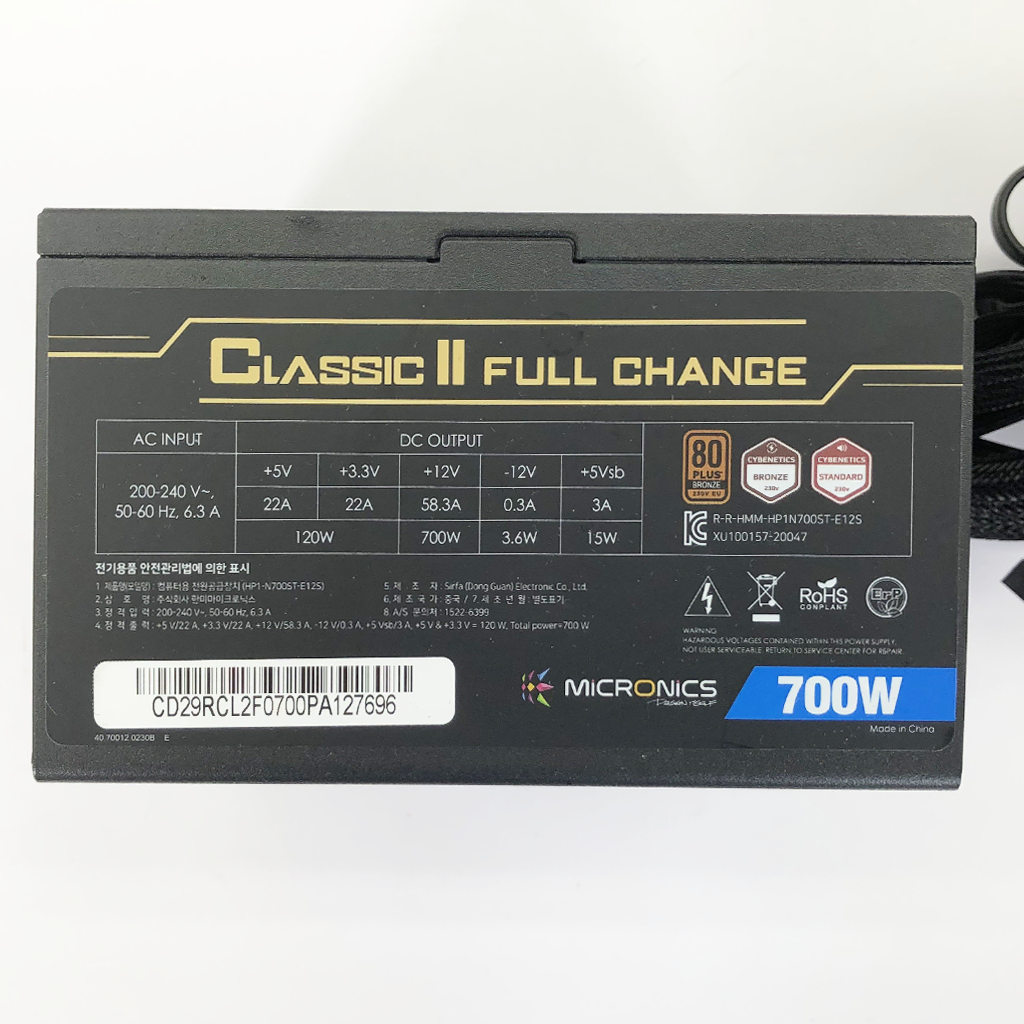 CLASSIC II FULL CHANGE
AC INPUT DC OUTPUT
+5V +3.3V +12V -12V +5Vsb
200-240 V~,
50-60 Hz, 6.3 A
22A 22A 58.3A 0.3A 3A
120W 700W 3.6W 15W
80
PLUS
BRONZE
230V EU
CYBENETICS
BRONZE
230v
CYBENETICS
STANDARD
230v
R-R-HMM-HP1N700ST-E12S
XU100157-20047
전기용품 안전관리법에 의한 표시
1. 제품명(모델명) : 컴퓨터용 전원공급장치 (HP1-N700ST-E12S)
2. 상 호 명 : 주식회사 한미마이크로닉스
3. 정 격 입 력 : 200-240 V~, 50-60 Hz, 6.3 A
4. 정 격 출 력 : +5 V/22 A, +3.3 V/22 A, +12 V/58.3 A, -12 V/0.3 A, +5 Vsb/3 A, +5 V & +3.3 V = 120 W, Total power=700 W
5. 제 조 자 : Sirfa (Dong Guan) Electronic Co., Ltd.
6. 제 조 국 가 : 중국 / 7. 제 조 년 월 : 별도표기
8. A/S 문의처 : 1522-6399
RoHS
COMPLIANT
ErP
WARNING
HAZARDOUS VOLTAGES CONTAINED WITHIN THIS POWER SUPPLY,
NOT USER SERVICEABLE. RETURN TO SERVICE CENTER FOR REPAIR.
CD29RCL2F0700PA127696
MICRONICS
700W
Made in China
40.70012.0230B E